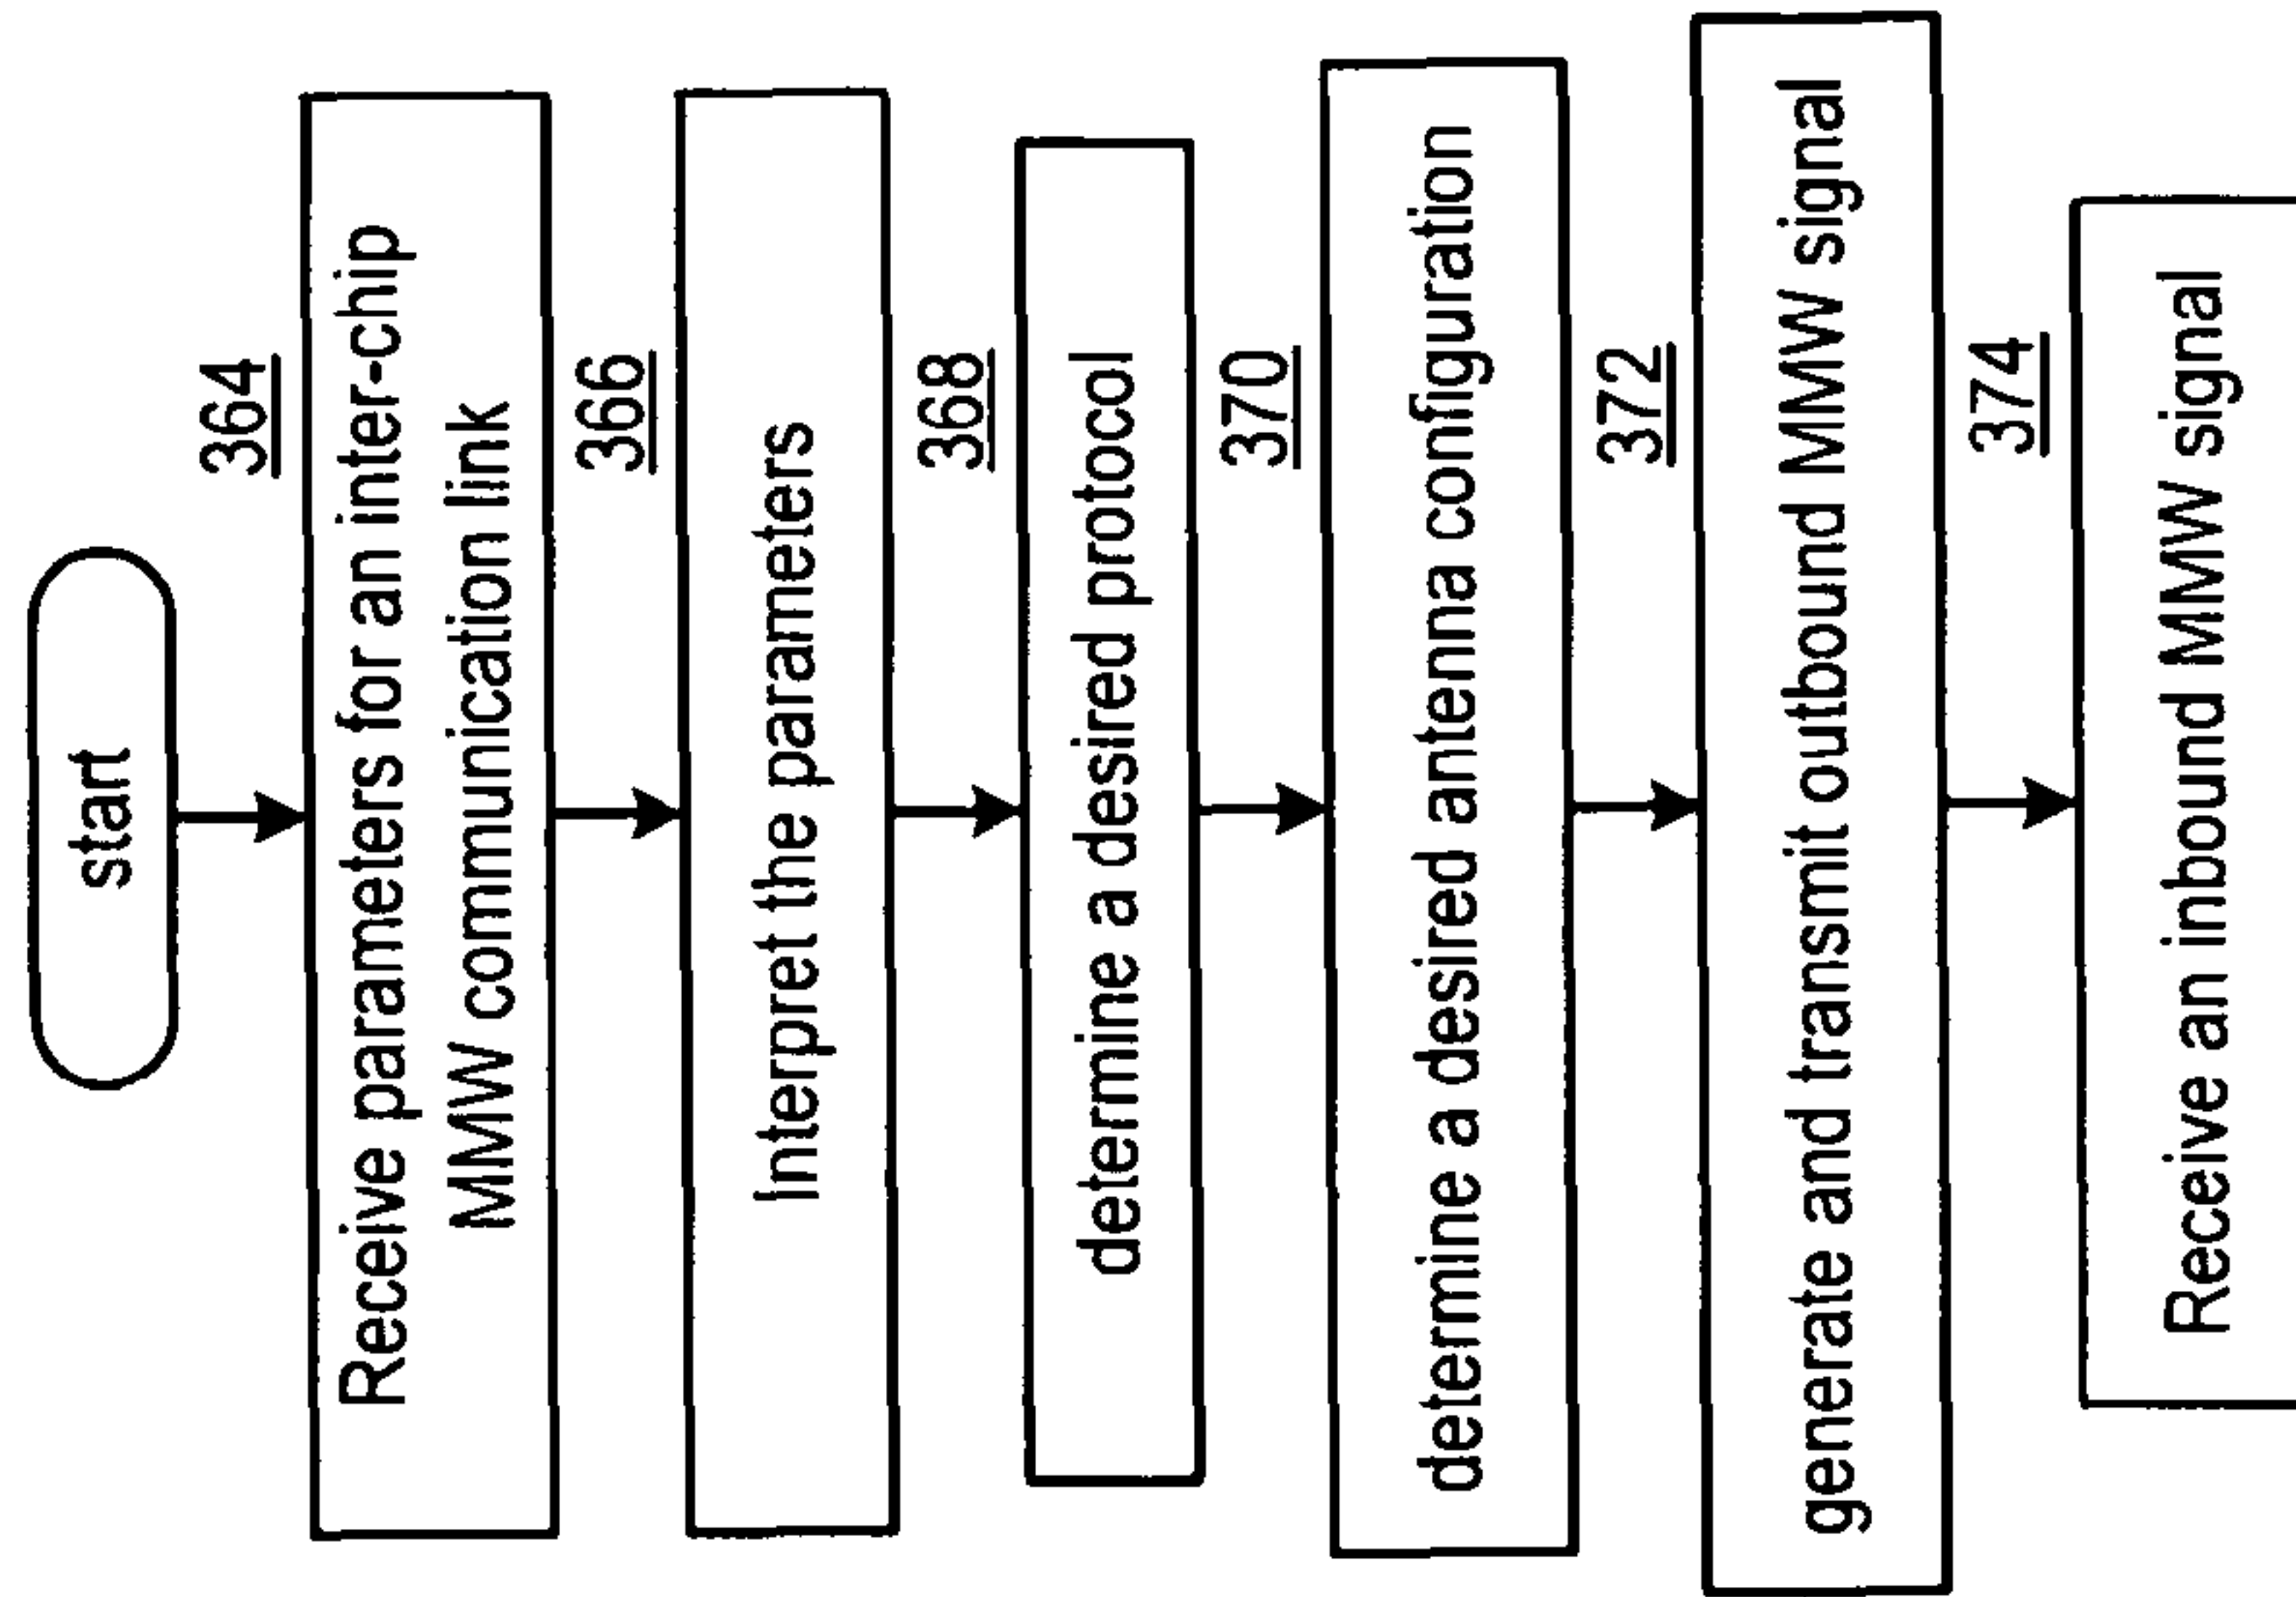 start
364
Receive parameters for an inter-chip
MMW communication link
366
Interpret the parameters
368
determine a desired protocol
370
determine a desired antenna configuration
372
generate and transmit outbound MMW signal
374
Receive an inbound MMW signal